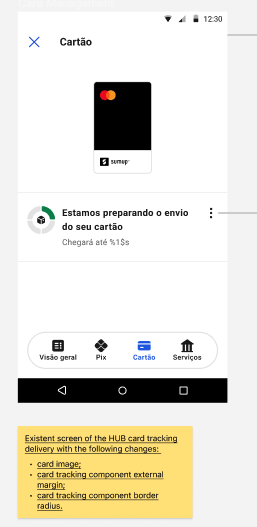 12:30
Cartão
sumup
Estamos preparando o envio
do seu cartão
Chegará até %1$s
Visão geral Pix Cartão Serviços
Existent screen of the HUB card tracking
delivery with the following changes:
• card image;
• card tracking component external
margin;
• card tracking component border
radius.